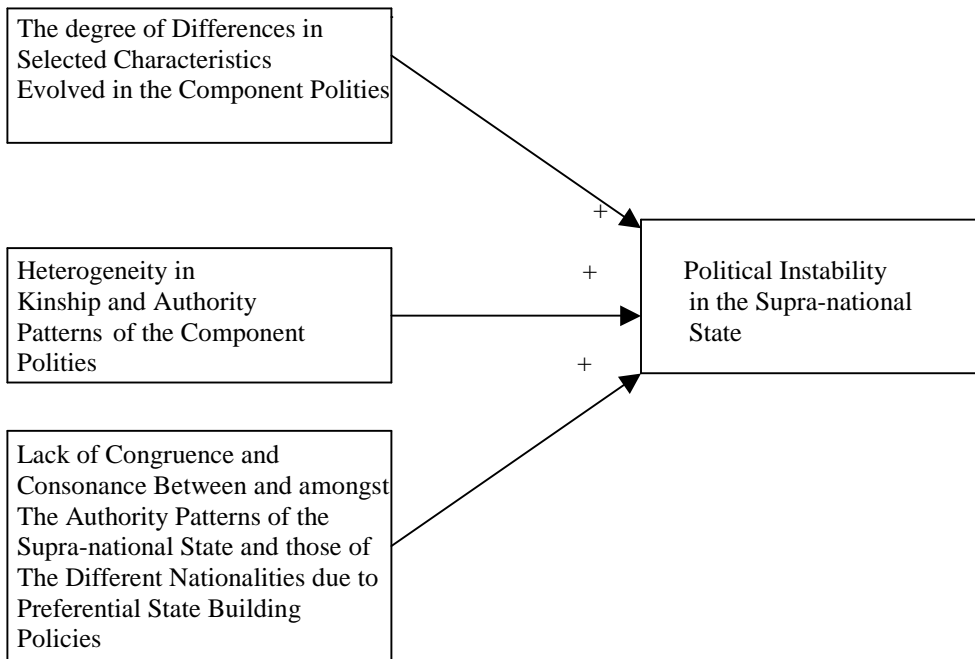 The degree of Differences in
Selected Characteristics
Evolved in the Component Polities
+
Heterogeneity in
Kinship and Authority
Patterns of the Component
Polities
+
Political Instability
in the Supra-national
State
+
Lack of Congruence and
Consonance Between and amongst
The Authority Patterns of the
Supra-national State and those of
The Different Nationalities due to
Preferential State Building
Policies